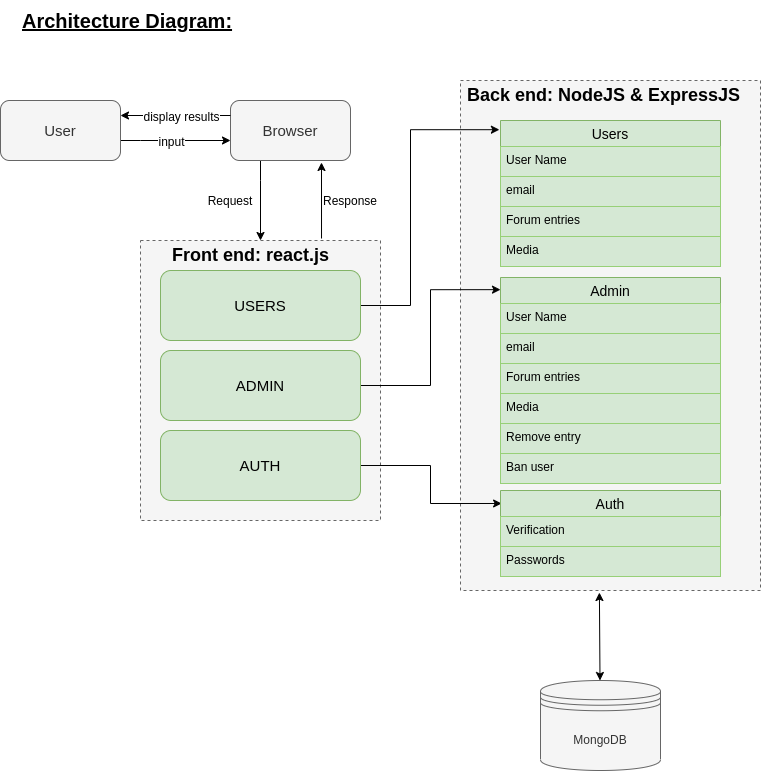 Architecture Diagram:
User
display results
input
Browser
Request
Response
Front end: react.js
USERS
ADMIN
AUTH
Back end: NodeJS & ExpressJS
Users
User Name
email
Forum entries
Media
Admin
User Name
email
Forum entries
Media
Remove entry
Ban user
Auth
Verification
Passwords
MongoDB